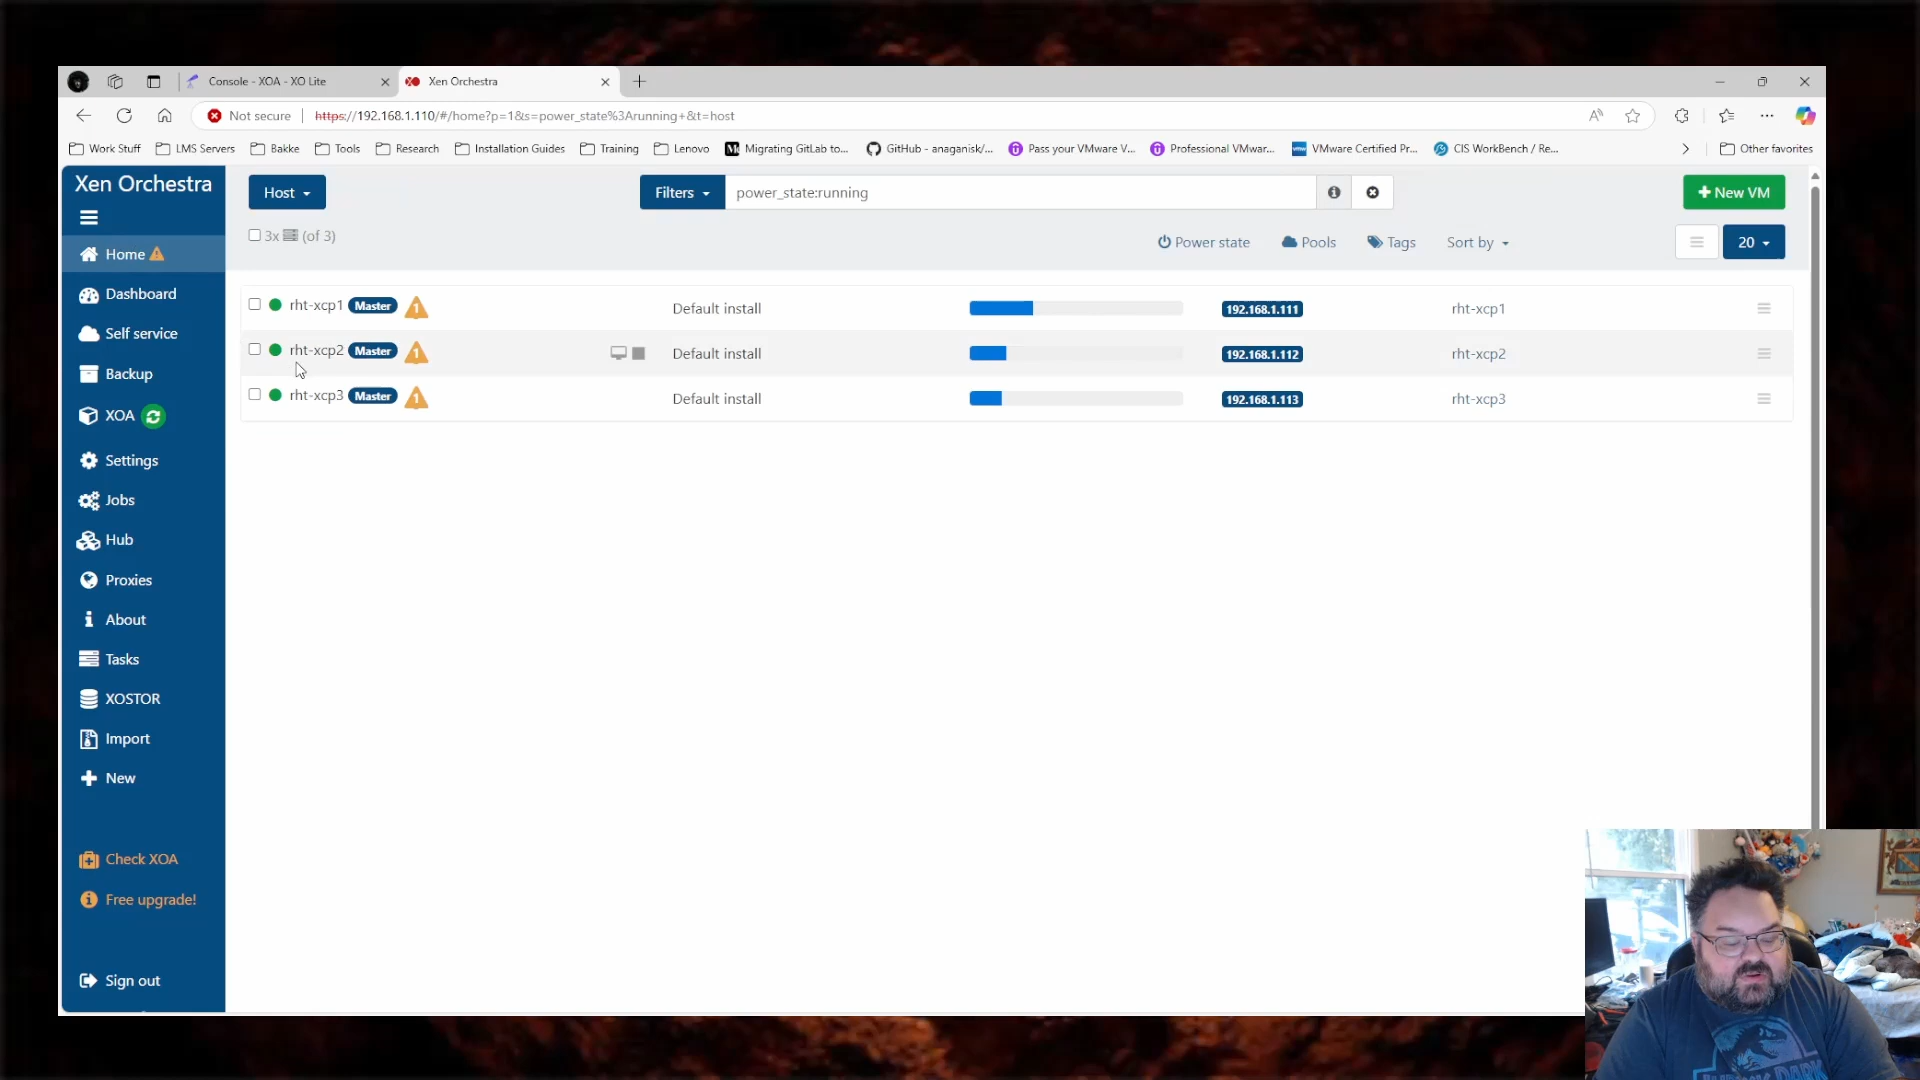 Console - XOA - XO Lite
Xen Orchestra
Not secure
https://192.168.1.110/#/home?p=1&s=power_state%3Arunning+&t=host
Work Stuff
LMS Servers
Bakke
Tools
Research
Installation Guides
Training
Lenovo
Migrating GitLab to...
GitHub - anaganisk/...
Pass your VMware V...
Professional VMwar...
VMware Certified Pr...
CIS WorkBench / Re...
Other favorites
Xen Orchestra
Home
Dashboard
Self service
Backup
XOA
Settings
Jobs
Hub
Proxies
About
Tasks
XOSTOR
Import
New
Check XOA
Free upgrade!
Sign out
Host
Filters
power_state:running
New VM
3x (of 3)
Power state
Pools
Tags
Sort by
20
rht-xcp1 Master 1 Default install 192.168.1.111 rht-xcp1
rht-xcp2 Master 1 Default install 192.168.1.112 rht-xcp2
rht-xcp3 Master 1 Default install 192.168.1.113 rht-xcp3